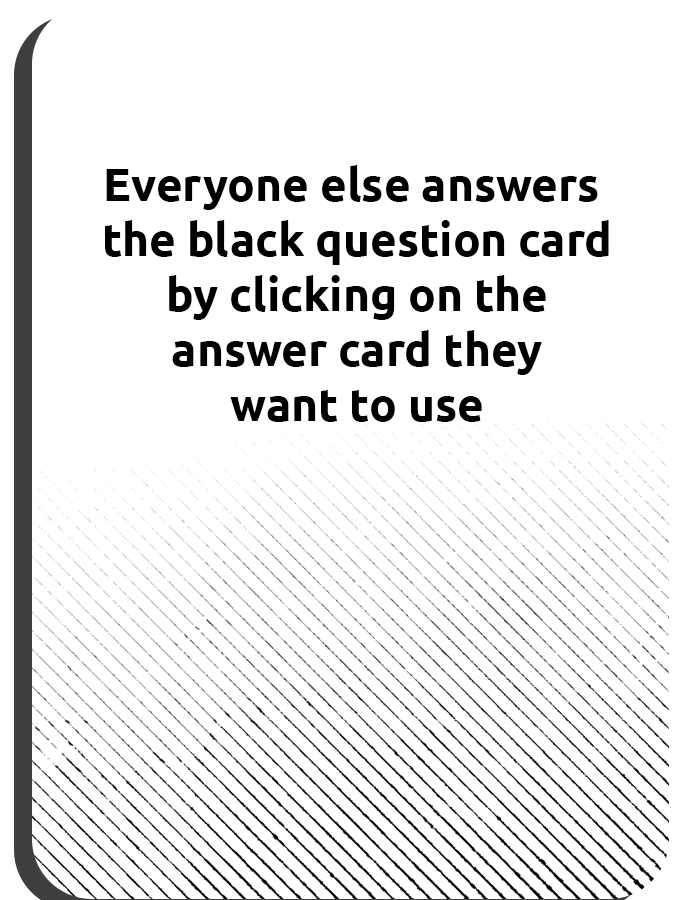 Everyone else answers
the black question card
by clicking on the
answer card they
want to use